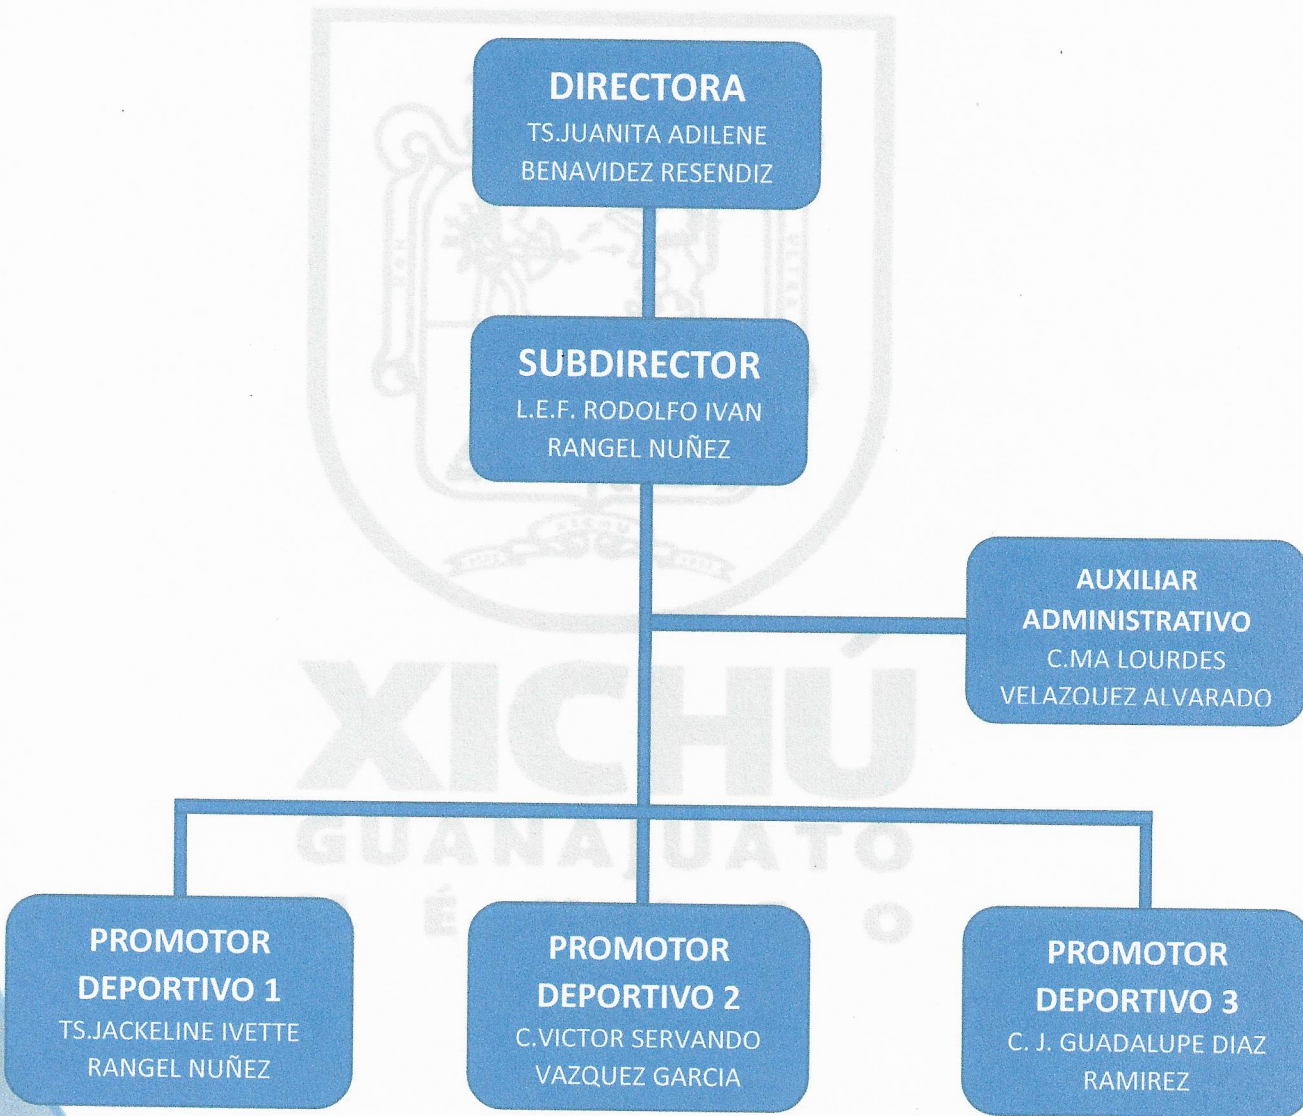 DIRECTORA
TS.JUANITA ADILENE
BENAVIDEZ RESENDIZ
SUBDIRECTOR
L.E.F. RODOLFO IVAN
RANGEL NUÑEZ
XICHU
AUXILIAR
ADMINISTRATIVO
C.MA LOURDES
VELAZQUEZ ALVARADO
XICHÚ
GUANAJUATO
PROMOTOR
DEPORTIVO 1
TS.JACKELINE IVETTE
RANGEL NUÑEZ
PROMOTOR
DEPORTIVO 2
C.VICTOR SERVANDO
VAZQUEZ GARCIA
PROMOTOR
DEPORTIVO 3
C. J. GUADALUPE DIAZ
RAMIREZ